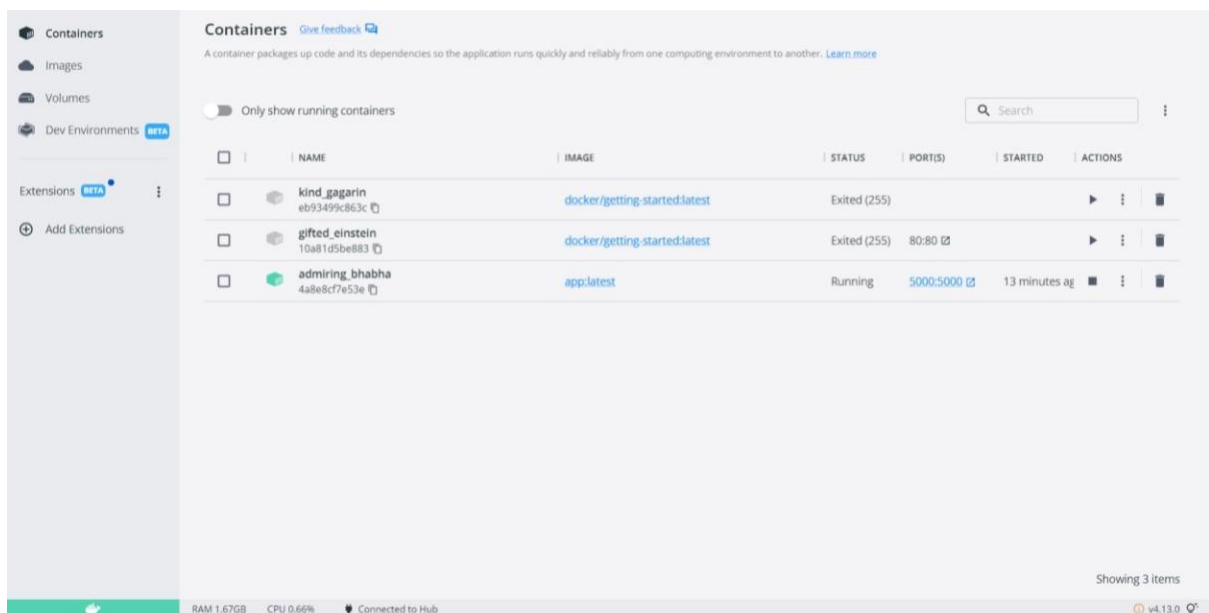 Containers
Images
Volumes
Dev Environments BETA
Extensions BETA
Add Extensions
Containers Give feedback
A container packages up code and its dependencies so the application runs quickly and reliably from one computing environment to another. Learn more
Only show running containers
Search
NAME IMAGE STATUS PORT(S) STARTED ACTIONS
kind_gagarin
eb93499c863c
docker/getting-started:latest Exited (255)
gifted_einstein
10a81d5be883
docker/getting-started:latest Exited (255) 80:80
admiring_bhabha
4a8e8cf7e53e
app:latest Running 5000:5000 13 minutes ag
Showing 3 items
RAM 1.67GB CPU 0.66% Connected to Hub v4.13.0